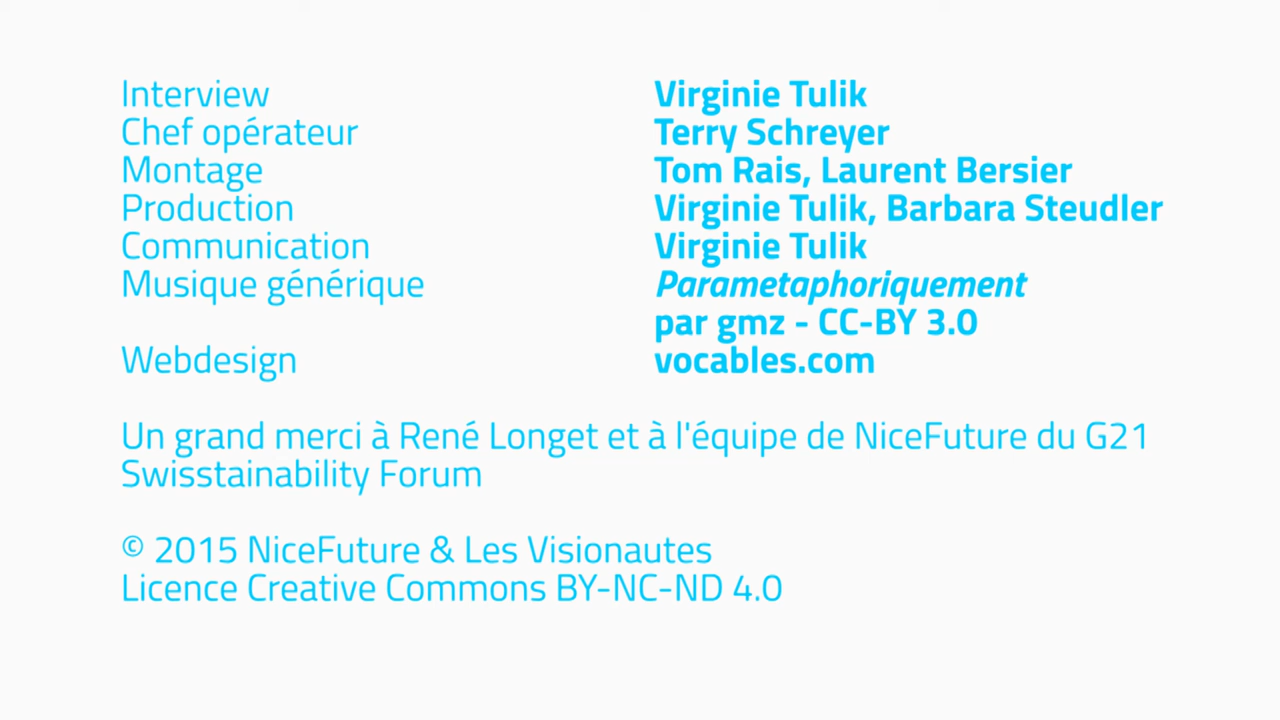 Interview Virginie Tulik
Chef opérateur Terry Schreyer
Montage Tom Rais, Laurent Bersier
Production Virginie Tulik, Barbara Steudler
Communication Virginie Tulik
Musique générique Parametaphoriquement
par gmz - CC-BY 3.0
Webdesign vocables.com
Un grand merci à René Longet et à l'équipe de NiceFuture du G21
Swisstainability Forum
© 2015 NiceFuture & Les Visionautes
Licence Creative Commons BY-NC-ND 4.0